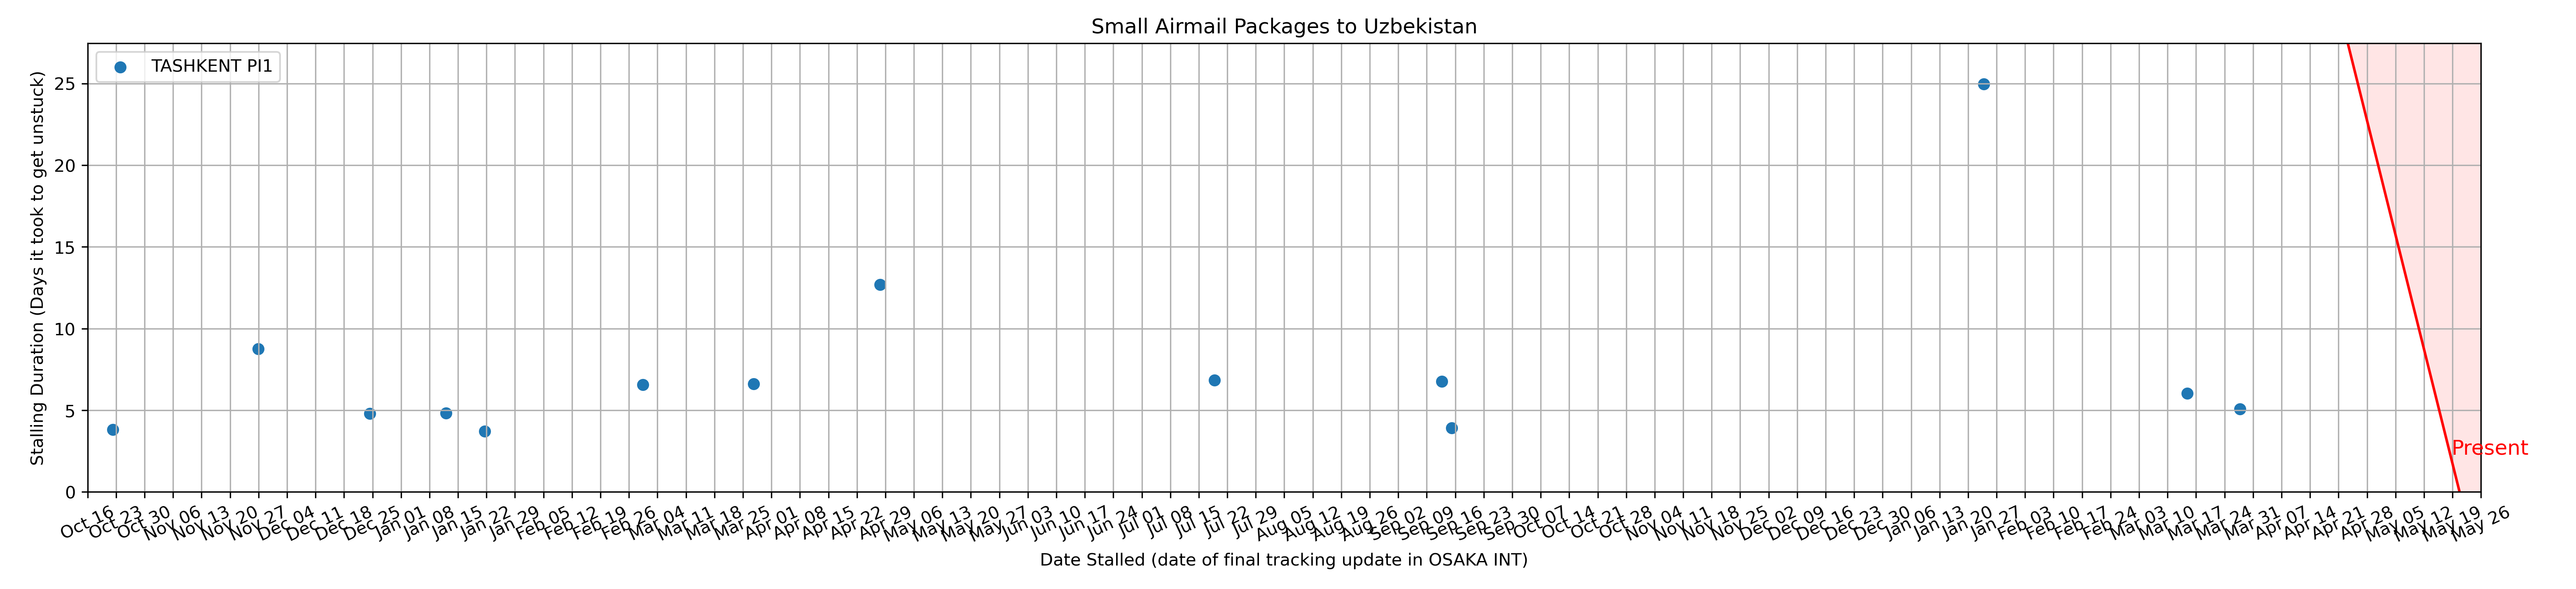 Small Airmail Packages to Uzbekistan
TASHKENT PI1
Stalling Duration (Days it took to get unstuck)
25
20
15
10
5
0
Present
Oct 16 Oct 23 Oct 30 Nov 06 Nov 13 Nov 20 Nov 27 Dec 04 Dec 11 Dec 18 Dec 25 Jan 01 Jan 08 Jan 15 Jan 22 Jan 29 Feb 05 Feb 12 Feb 19 Feb 26 Mar 04 Mar 11 Mar 18 Mar 25 Apr 01 Apr 08 Apr 15 Apr 22 Apr 29 May 06 May 13 May 20 May 27 Jun 03 Jun 10 Jun 17 Jun 24 Jul 01 Jul 08 Jul 15 Jul 22 Jul 29 Aug 05 Aug 12 Aug 19 Aug 26 Sep 02 Sep 09 Sep 16 Sep 23 Sep 30 Oct 07 Oct 14 Oct 21 Oct 28 Nov 04 Nov 11 Nov 18 Nov 25 Dec 02 Dec 09 Dec 16 Dec 23 Dec 30 Jan 06 Jan 13 Jan 20 Jan 27 Feb 03 Feb 10 Feb 17 Feb 24 Mar 03 Mar 10 Mar 17 Mar 24 Mar 31 Apr 07 Apr 14 Apr 21 Apr 28 May 05 May 12 May 19 May 26
Date Stalled (date of final tracking update in OSAKA INT)